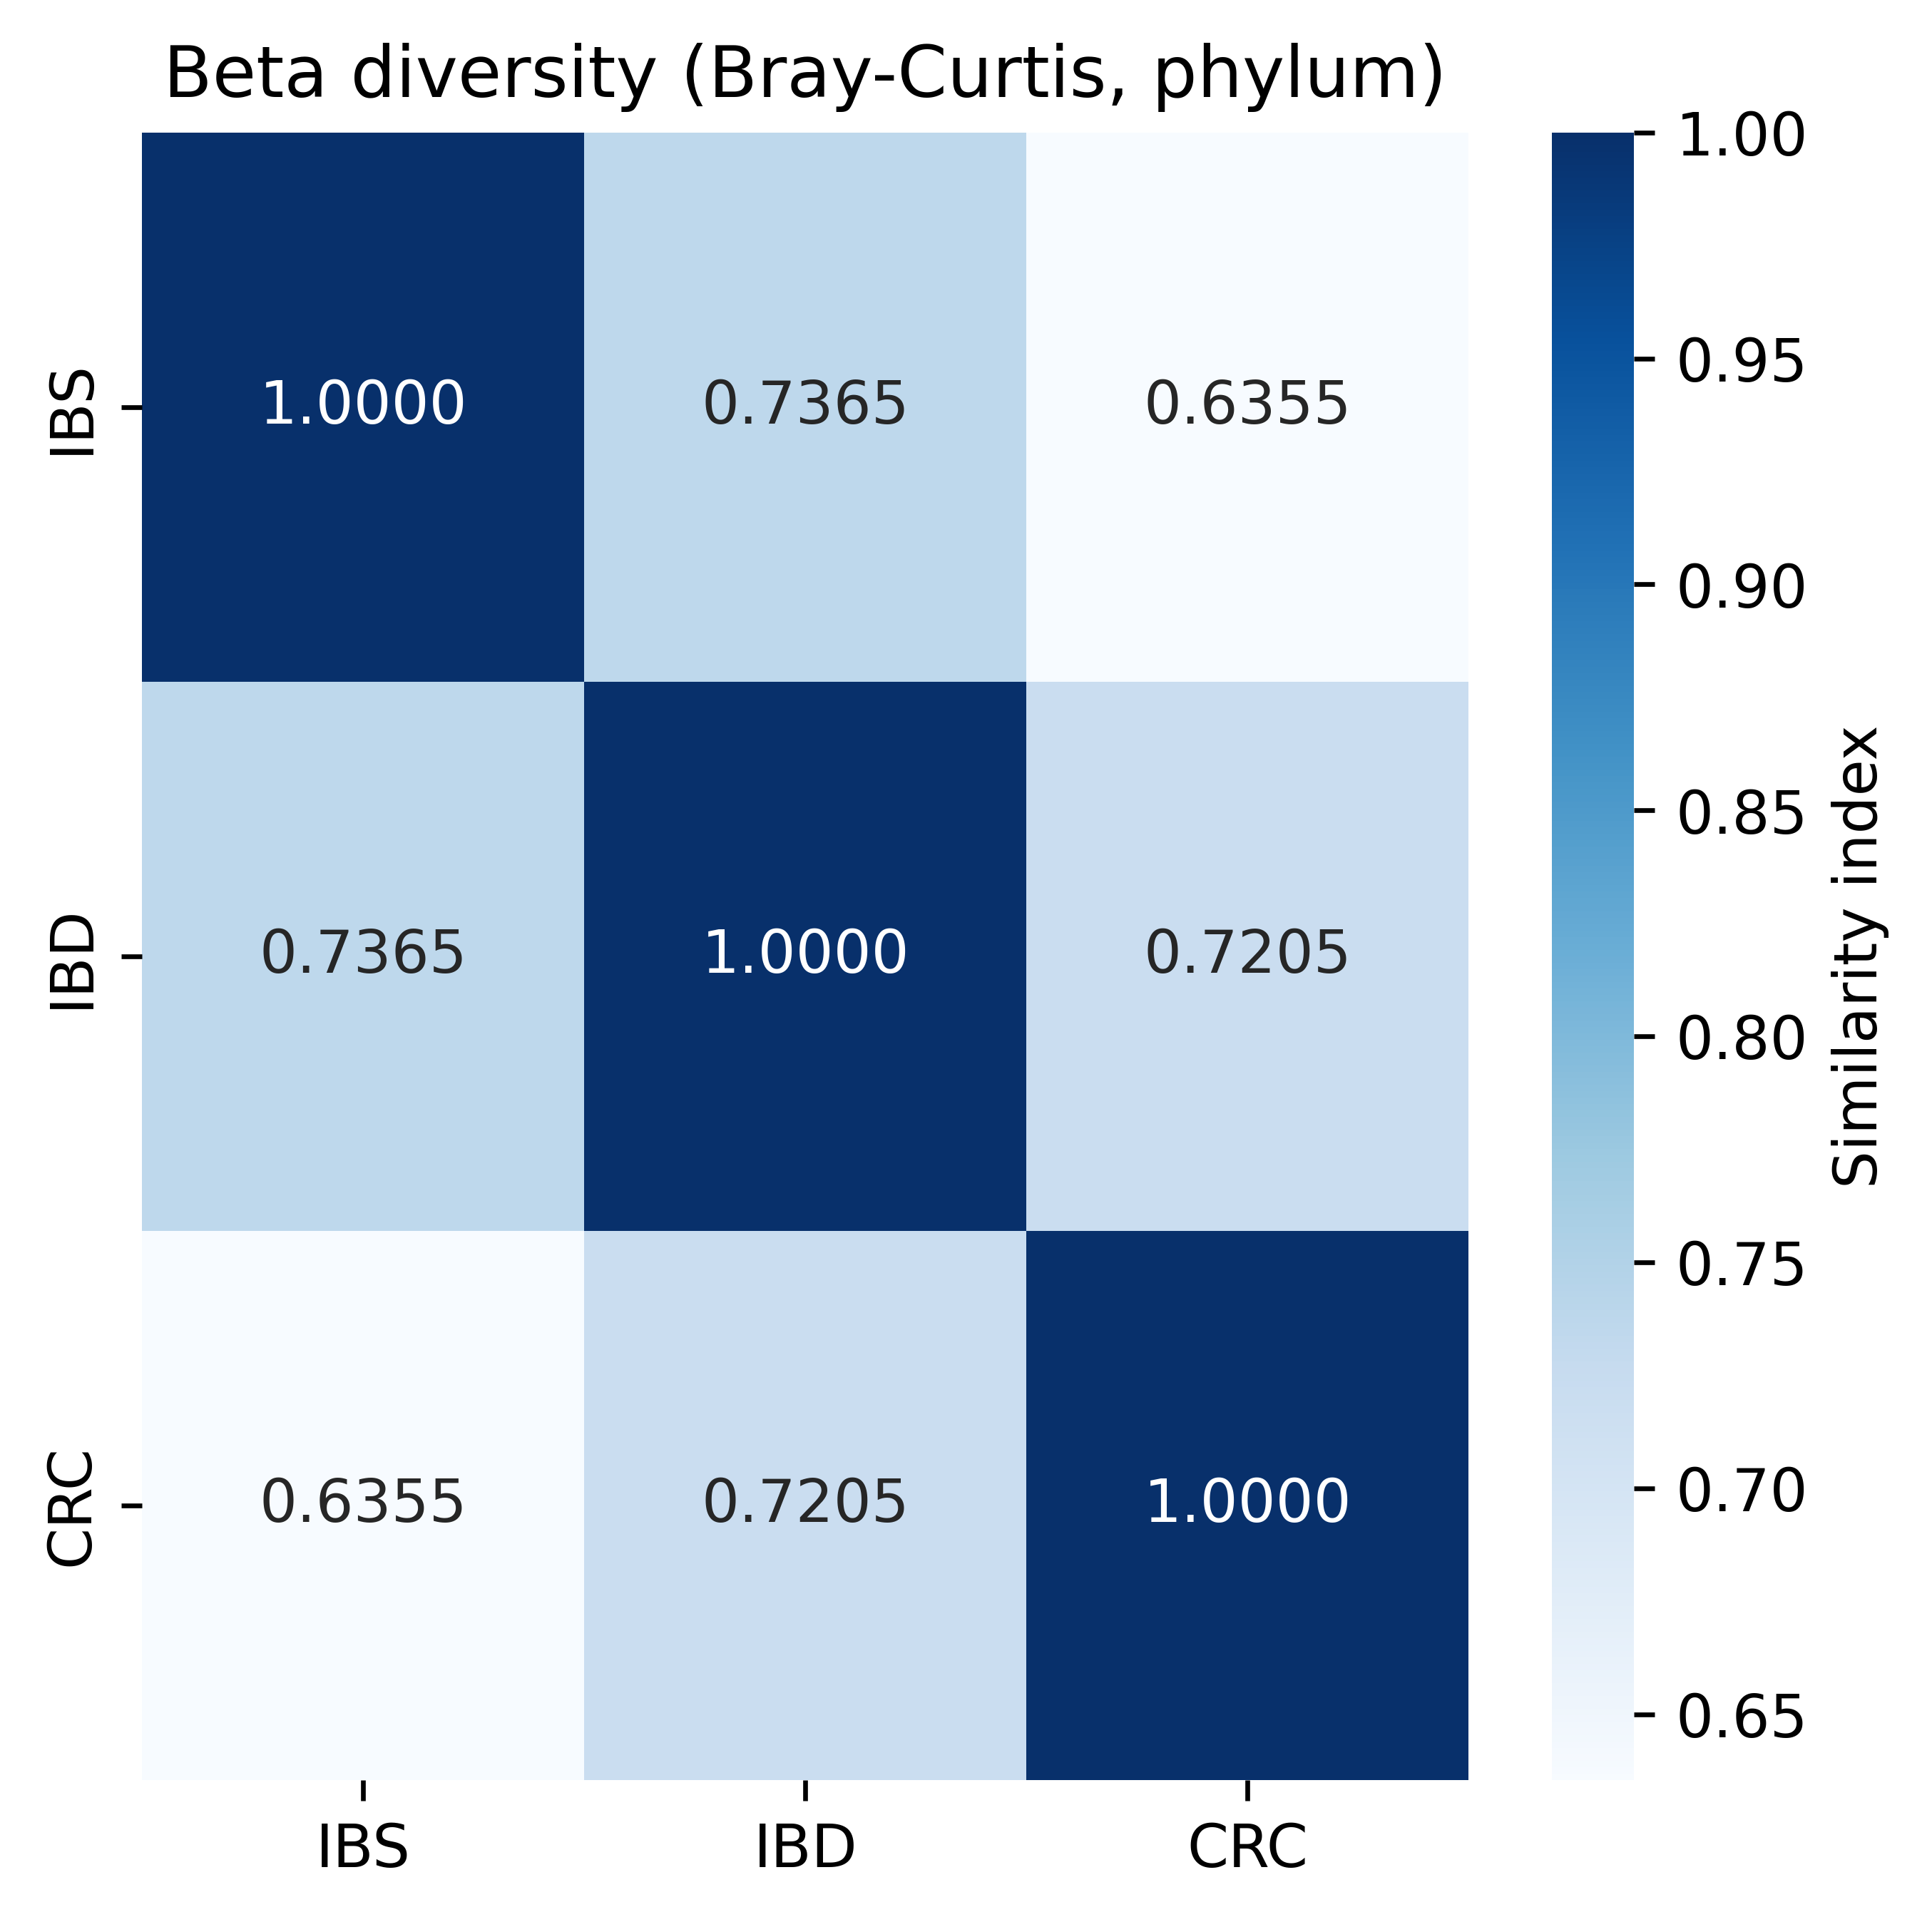 Beta diversity (Bray-Curtis, phylum)
IBS 1.0000 0.7365 0.6355
IBD 0.7365 1.0000 0.7205
CRC 0.6355 0.7205 1.0000
IBS IBD CRC
1.00
0.95
0.90
0.85
0.80
0.75
0.70
0.65
Similarity index